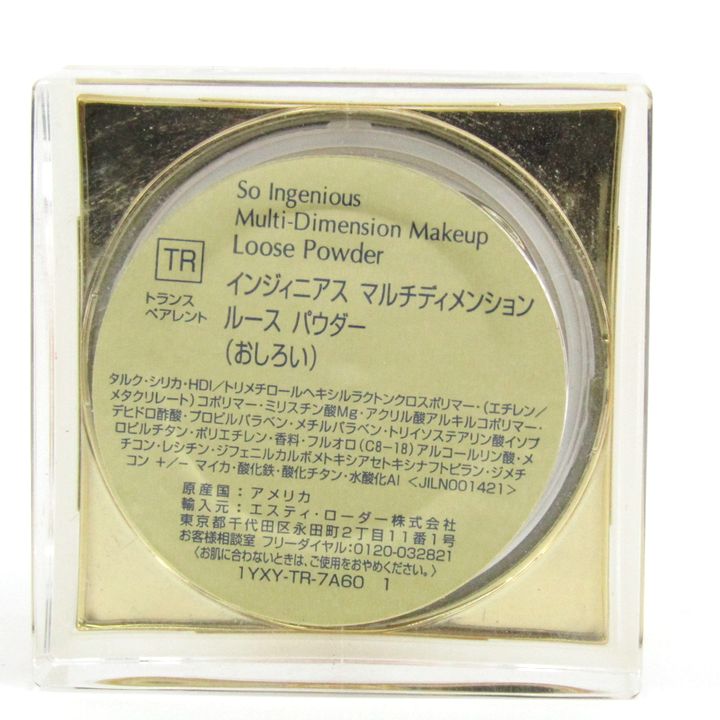 So Ingenious
Multi-Dimension Makeup
Loose Powder
TR
トランス
ペアレント
インジィニアス マルチディメンション
ルース パウダー
(おしろい)
タルク・シリカ・HDI/トリメチロールヘキシルラクトンクロスポリマー・(エチレン/
メタクリレート)コポリマー・ミリスチン酸Mg・アクリル酸アルキルコポリマー・
デヒドロ酢酸・プロピルパラベン・メチルパラベン・トリイソステアリン酸イソプ
ロピルチタン・ポリエチレン・香料・フルオロ(C8-18)アルコールリン酸・メ
チコン・レシチン・ジフェニルカルボメトキシアセトキシナフトピラン・ジメチ
コン +/- マイカ・酸化鉄・酸化チタン・水酸化Al <JILN001421>
原産国:アメリカ
輸入元:エスティ・ローダー株式会社
東京都千代田区永田町2丁目11番1号
お客様相談室 フリーダイヤル:0120-032821
〈お肌に合わないときは、ご使用をおやめください。〉
1YXY-TR-7A60 1